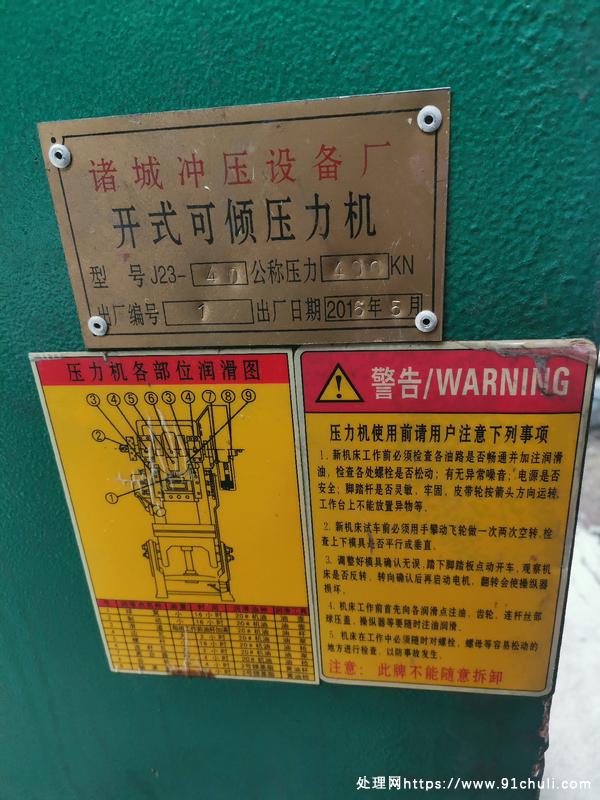 诸城冲压设备厂
开式可倾压力机
型号 J23-40 公称压力 400 KN
出厂编号 1 出厂日期 2016年5月
压力机各部位润滑图
③ ④ ⑤ ⑥ ③ ④ ⑦ ⑧ ⑨
②
①
警告/WARNING
压力机使用前请用户注意下列事项
1. 新机床工作前必须检查各油路是否畅通并加注润滑
油，检查各处螺栓是否松动；有无异常噪音；电源是否
安全；脚踏杆是否灵敏、牢固、皮带轮按箭头方向运转，
工作台上不能放置异物等。
2. 新机床试车前必须用手攀动飞轮做一次两次空转，检
查上下模具是否平行或垂直。
3. 调整好模具确认无误，踏下脚踏板点动开车，观察机
床是否反转、转向确认后再启动电机，翻转会使操纵器
损坏。
4. 机床工作前首先向各润滑点注油，齿轮、连杆丝部
球压盖、操纵器等要随时注油润滑。
5. 机床在工作中必须随时对螺栓、螺母等容易松动的
地方进行检查，以防事故发生。
注意：此牌不能随意拆卸
处理网https://www.91chuli.com